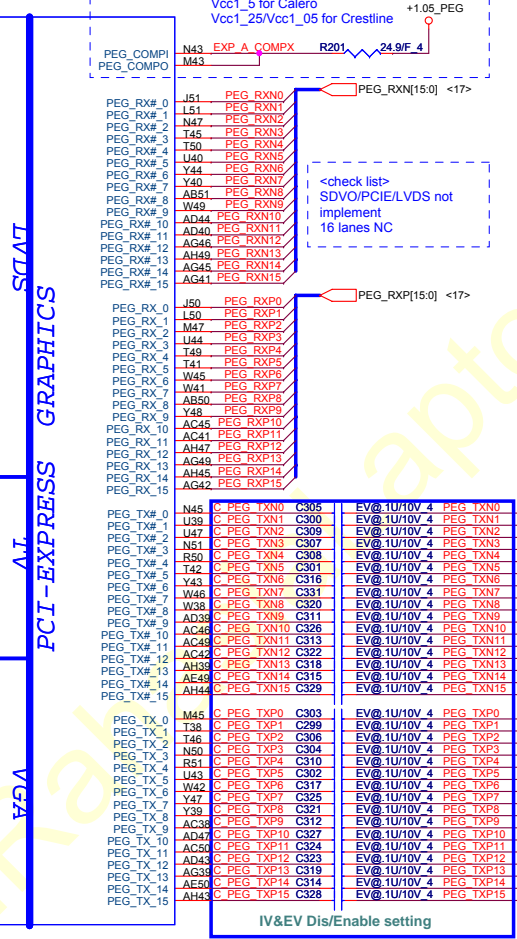 Vcc1_5 for Calero
Vcc1_25/Vcc1_05 for Crestline
+1.05_PEG
PEG_COMPI N43 EXP_A_COMPX R201 24.9/F_4
PEG_COMPO M43
PEG_RXN[15:0] <17>
PEG_RX#_0 J51 PEG_RXN0
PEG_RX#_1 L51 PEG_RXN1
PEG_RX#_2 N47 PEG_RXN2
PEG_RX#_3 T45 PEG_RXN3
PEG_RX#_4 T50 PEG_RXN4
PEG_RX#_5 U40 PEG_RXN5
PEG_RX#_6 Y44 PEG_RXN6
PEG_RX#_7 Y40 PEG_RXN7
PEG_RX#_8 AB51 PEG_RXN8
PEG_RX#_9 W49 PEG_RXN9
PEG_RX#_10 AD44 PEG_RXN10
PEG_RX#_11 AD40 PEG_RXN11
PEG_RX#_12 AG46 PEG_RXN12
PEG_RX#_13 AH49 PEG_RXN13
PEG_RX#_14 AG45 PEG_RXN14
PEG_RX#_15 AG41 PEG_RXN15
<check list>
SDVO/PCIE/LVDS not
implement
16 lanes NC
LVDS
PCI-EXPRESS GRAPHICS
TV
VGA
PEG_RXP[15:0] <17>
PEG_RX_0 J50 PEG_RXP0
PEG_RX_1 L50 PEG_RXP1
PEG_RX_2 M47 PEG_RXP2
PEG_RX_3 U44 PEG_RXP3
PEG_RX_4 T49 PEG_RXP4
PEG_RX_5 T41 PEG_RXP5
PEG_RX_6 W45 PEG_RXP6
PEG_RX_7 W41 PEG_RXP7
PEG_RX_8 AB50 PEG_RXP8
PEG_RX_9 Y48 PEG_RXP9
PEG_RX_10 AC45 PEG_RXP10
PEG_RX_11 AC41 PEG_RXP11
PEG_RX_12 AH47 PEG_RXP12
PEG_RX_13 AG49 PEG_RXP13
PEG_RX_14 AH45 PEG_RXP14
PEG_RX_15 AG42 PEG_RXP15
PEG_TX#_0 N45 C_PEG_TXN0 C305 EV@.1U/10V_4 PEG_TXN0
PEG_TX#_1 U39 C_PEG_TXN1 C300 EV@.1U/10V_4 PEG_TXN1
PEG_TX#_2 U47 C_PEG_TXN2 C309 EV@.1U/10V_4 PEG_TXN2
PEG_TX#_3 N51 C_PEG_TXN3 C307 EV@.1U/10V_4 PEG_TXN3
PEG_TX#_4 R50 C_PEG_TXN4 C308 EV@.1U/10V_4 PEG_TXN4
PEG_TX#_5 T42 C_PEG_TXN5 C301 EV@.1U/10V_4 PEG_TXN5
PEG_TX#_6 Y43 C_PEG_TXN6 C316 EV@.1U/10V_4 PEG_TXN6
PEG_TX#_7 W46 C_PEG_TXN7 C331 EV@.1U/10V_4 PEG_TXN7
PEG_TX#_8 W38 C_PEG_TXN8 C320 EV@.1U/10V_4 PEG_TXN8
PEG_TX#_9 AD39 C_PEG_TXN9 C311 EV@.1U/10V_4 PEG_TXN9
PEG_TX#_10 AC46 C_PEG_TXN10 C326 EV@.1U/10V_4 PEG_TXN10
PEG_TX#_11 AC49 C_PEG_TXN11 C313 EV@.1U/10V_4 PEG_TXN11
PEG_TX#_12 AC42 C_PEG_TXN12 C322 EV@.1U/10V_4 PEG_TXN12
PEG_TX#_13 AH39 C_PEG_TXN13 C318 EV@.1U/10V_4 PEG_TXN13
PEG_TX#_14 AE49 C_PEG_TXN14 C315 EV@.1U/10V_4 PEG_TXN14
PEG_TX#_15 AH44 C_PEG_TXN15 C329 EV@.1U/10V_4 PEG_TXN15
PEG_TX_0 M45 C_PEG_TXP0 C303 EV@.1U/10V_4 PEG_TXP0
PEG_TX_1 T38 C_PEG_TXP1 C299 EV@.1U/10V_4 PEG_TXP1
PEG_TX_2 T46 C_PEG_TXP2 C306 EV@.1U/10V_4 PEG_TXP2
PEG_TX_3 N50 C_PEG_TXP3 C304 EV@.1U/10V_4 PEG_TXP3
PEG_TX_4 R51 C_PEG_TXP4 C310 EV@.1U/10V_4 PEG_TXP4
PEG_TX_5 U43 C_PEG_TXP5 C302 EV@.1U/10V_4 PEG_TXP5
PEG_TX_6 W42 C_PEG_TXP6 C317 EV@.1U/10V_4 PEG_TXP6
PEG_TX_7 Y47 C_PEG_TXP7 C325 EV@.1U/10V_4 PEG_TXP7
PEG_TX_8 Y39 C_PEG_TXP8 C321 EV@.1U/10V_4 PEG_TXP8
PEG_TX_9 AC38 C_PEG_TXP9 C312 EV@.1U/10V_4 PEG_TXP9
PEG_TX_10 AD47 C_PEG_TXP10 C327 EV@.1U/10V_4 PEG_TXP10
PEG_TX_11 AC50 C_PEG_TXP11 C324 EV@.1U/10V_4 PEG_TXP11
PEG_TX_12 AD43 C_PEG_TXP12 C323 EV@.1U/10V_4 PEG_TXP12
PEG_TX_13 AG39 C_PEG_TXP13 C319 EV@.1U/10V_4 PEG_TXP13
PEG_TX_14 AE50 C_PEG_TXP14 C314 EV@.1U/10V_4 PEG_TXP14
PEG_TX_15 AH43 C_PEG_TXP15 C328 EV@.1U/10V_4 PEG_TXP15
IV&EV Dis/Enable setting